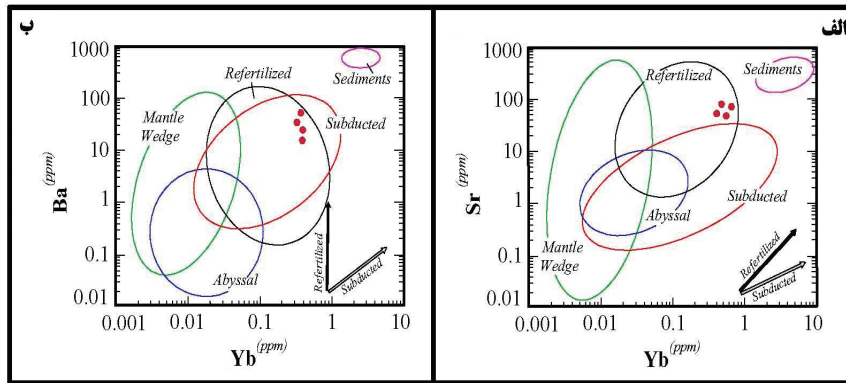 ب
1000
100
10
1
0.1
0.01
Ba (ppm)
Refertilized
Sediments
Mantle
Wedge
Subducted
Abyssal
Refertilized
Subducted
0.001
0.01
0.1
1
10
Yb (ppm)
الف
1000
100
10
1
0.1
0.01
Sr (ppm)
Refertilized
Sediments
Subducted
Abyssal
Mantle
Wedge
Refertilized
Subducted
0.001
0.01
0.1
1
10
Yb (ppm)